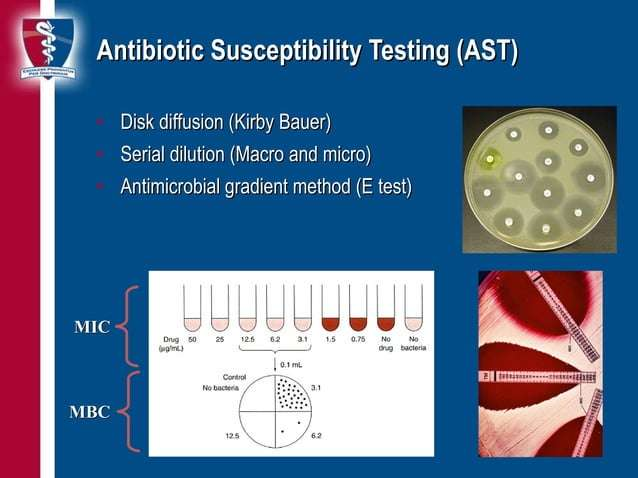 Antibiotic Susceptibility Testing (AST)
• Disk diffusion (Kirby Bauer)
• Serial dilution (Macro and micro)
• Antimicrobial gradient method (E test)
MIC
Drug (µg/mL) 50 25 12.5 6.2 3.1 1.5 0.75 No drug No bacteria
0.1 mL
MBC
Control
No bacteria
3.1
12.5
6.2